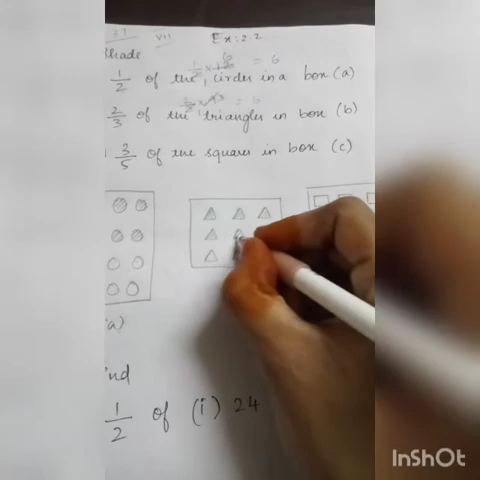 VII Ex: 2.2
Shade
1/2 of the circles in a box (a)
2/3 of the triangles in box (b)
3/5 of the squares in box (c)
(a)
1/2 of (i) 24
InShOt